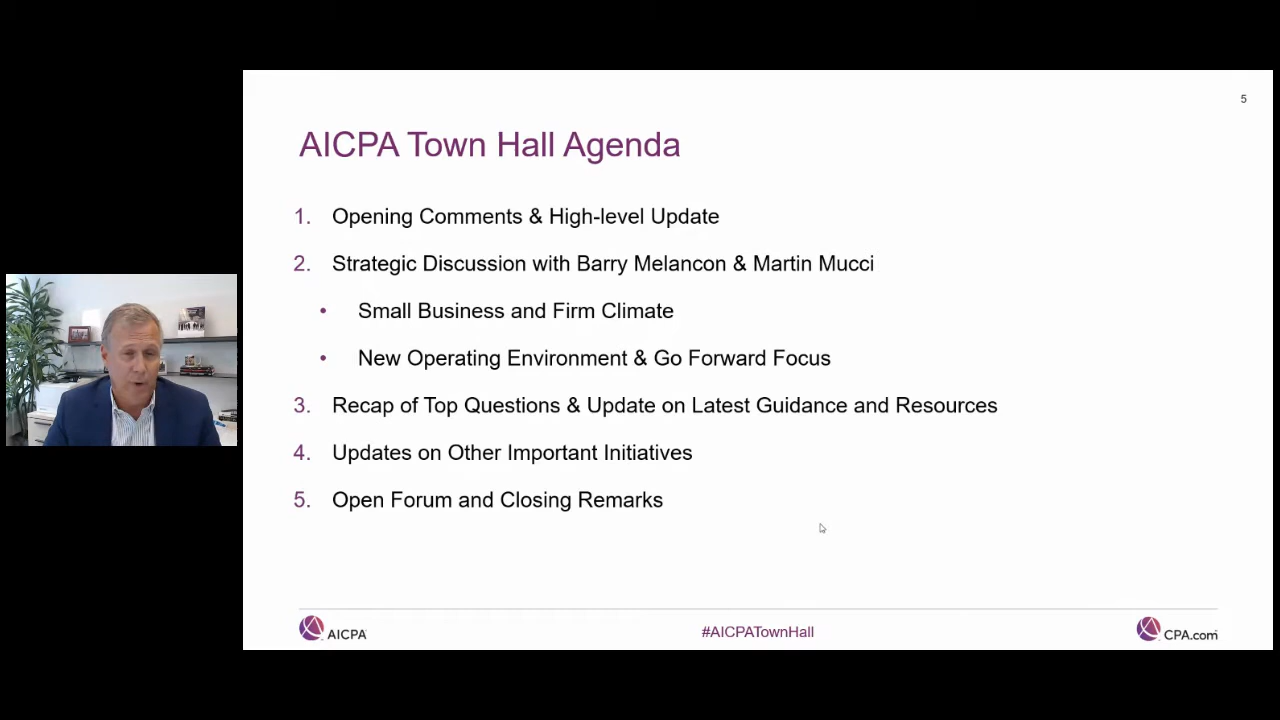 5
AICPA Town Hall Agenda
1. Opening Comments & High-level Update
2. Strategic Discussion with Barry Melancon & Martin Mucci
• Small Business and Firm Climate
• New Operating Environment & Go Forward Focus
3. Recap of Top Questions & Update on Latest Guidance and Resources
4. Updates on Other Important Initiatives
5. Open Forum and Closing Remarks
AICPA
#AICPATownHall
CPA.com